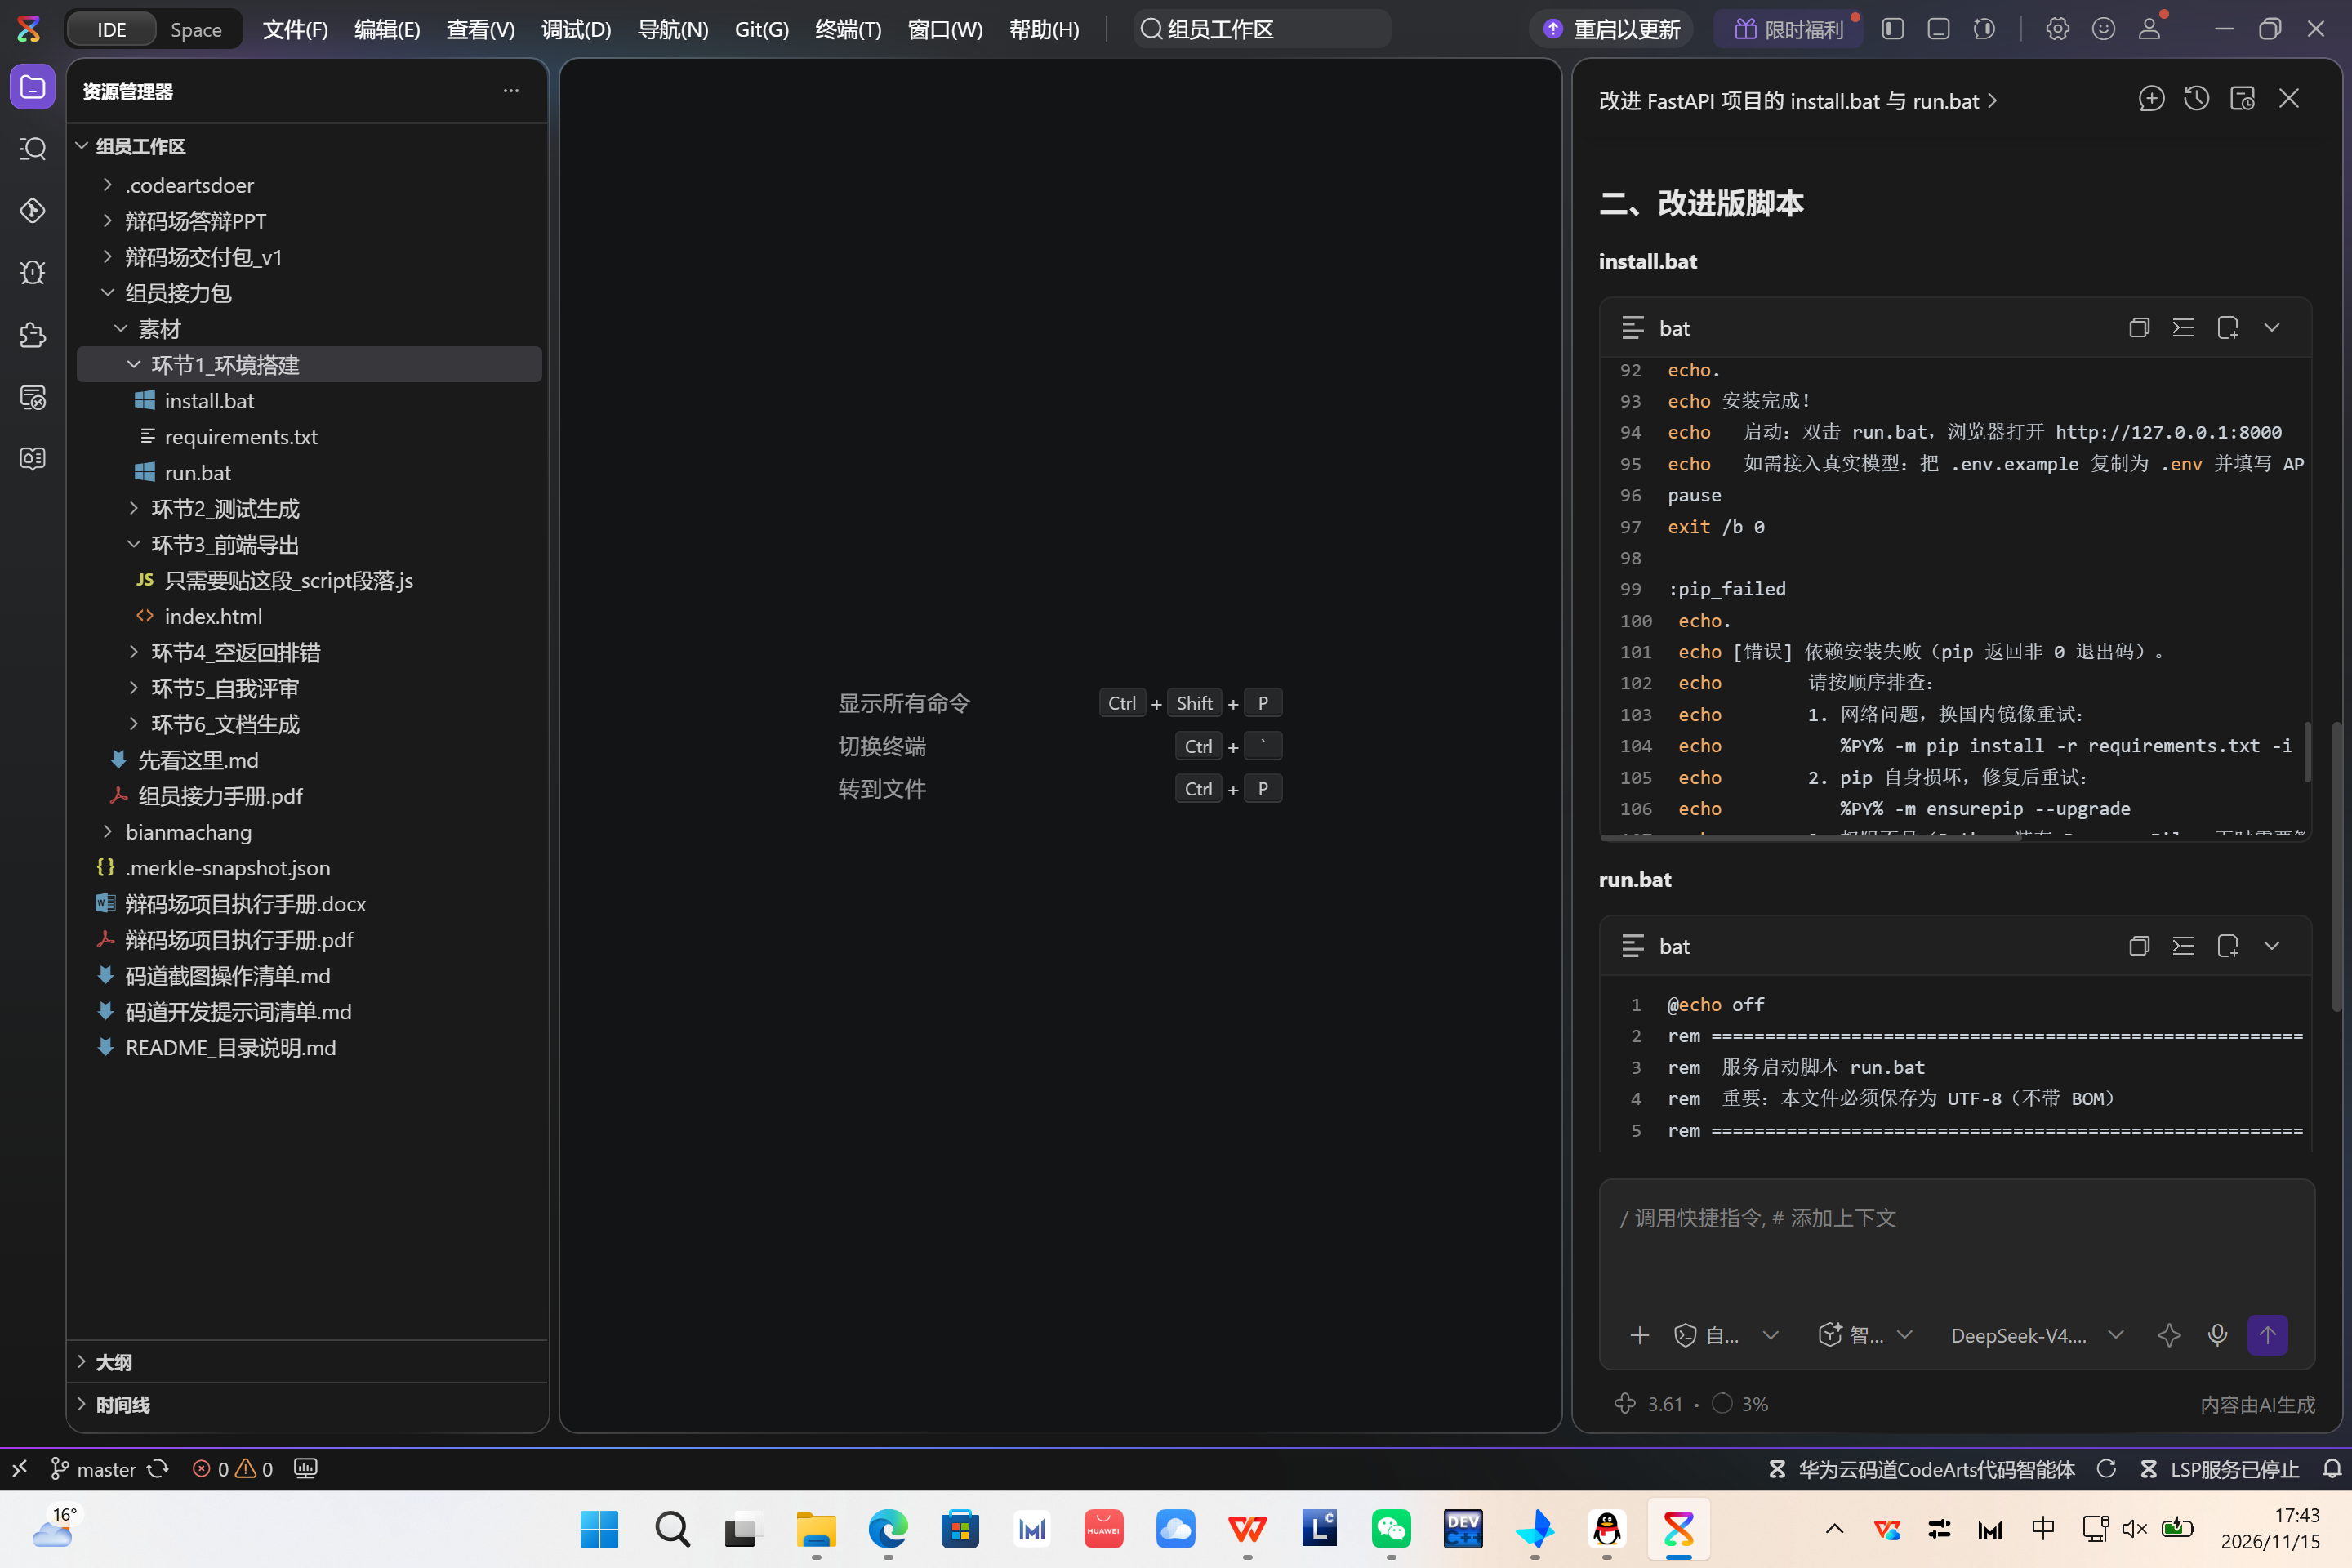 IDE
Space
文件(F)
编辑(E)
查看(V)
调试(D)
导航(N)
Git(G)
终端(T)
窗口(W)
帮助(H)
组员工作区
重启以更新
限时福利
资源管理器
组员工作区
.codeartsdoer
辩码场答辩PPT
辩码场交付包_v1
组员接力包
素材
环节1_环境搭建
install.bat
requirements.txt
run.bat
环节2_测试生成
环节3_前端导出
JS 只需要贴这段_script段落.js
index.html
环节4_空返回排错
环节5_自我评审
环节6_文档生成
先看这里.md
组员接力手册.pdf
bianmachang
{} .merkle-snapshot.json
辩码场项目执行手册.docx
辩码场项目执行手册.pdf
码道截图操作清单.md
码道开发提示词清单.md
README_目录说明.md
大纲
时间线
显示所有命令 Ctrl + Shift + P
切换终端 Ctrl + `
转到文件 Ctrl + P
改进 FastAPI 项目的 install.bat 与 run.bat
二、改进版脚本
install.bat
bat
92 echo.
93 echo 安装完成！
94 echo 启动：双击 run.bat，浏览器打开 http://127.0.0.1:8000
95 echo 如需接入真实模型：把 .env.example 复制为 .env 并填写 AP
96 pause
97 exit /b 0
98
99 :pip_failed
100 echo.
101 echo [错误] 依赖安装失败（pip 返回非 0 退出码）。
102 echo 请按顺序排查：
103 echo 1. 网络问题，换国内镜像重试：
104 echo %PY% -m pip install -r requirements.txt -i
105 echo 2. pip 自身损坏，修复后重试：
106 echo %PY% -m ensurepip --upgrade
run.bat
bat
1 @echo off
2 rem =======================================================
3 rem 服务启动脚本 run.bat
4 rem 重要：本文件必须保存为 UTF-8（不带 BOM）
5 rem =======================================================
/ 调用快捷指令, # 添加上下文
自...
智...
DeepSeek-V4....
3.61 · 3%
内容由AI生成
master
0
0
华为云码道CodeArts代码智能体
LSP服务已停止
16°
HUAWEI
LC
DEV C++
中
17:43
2026/11/15